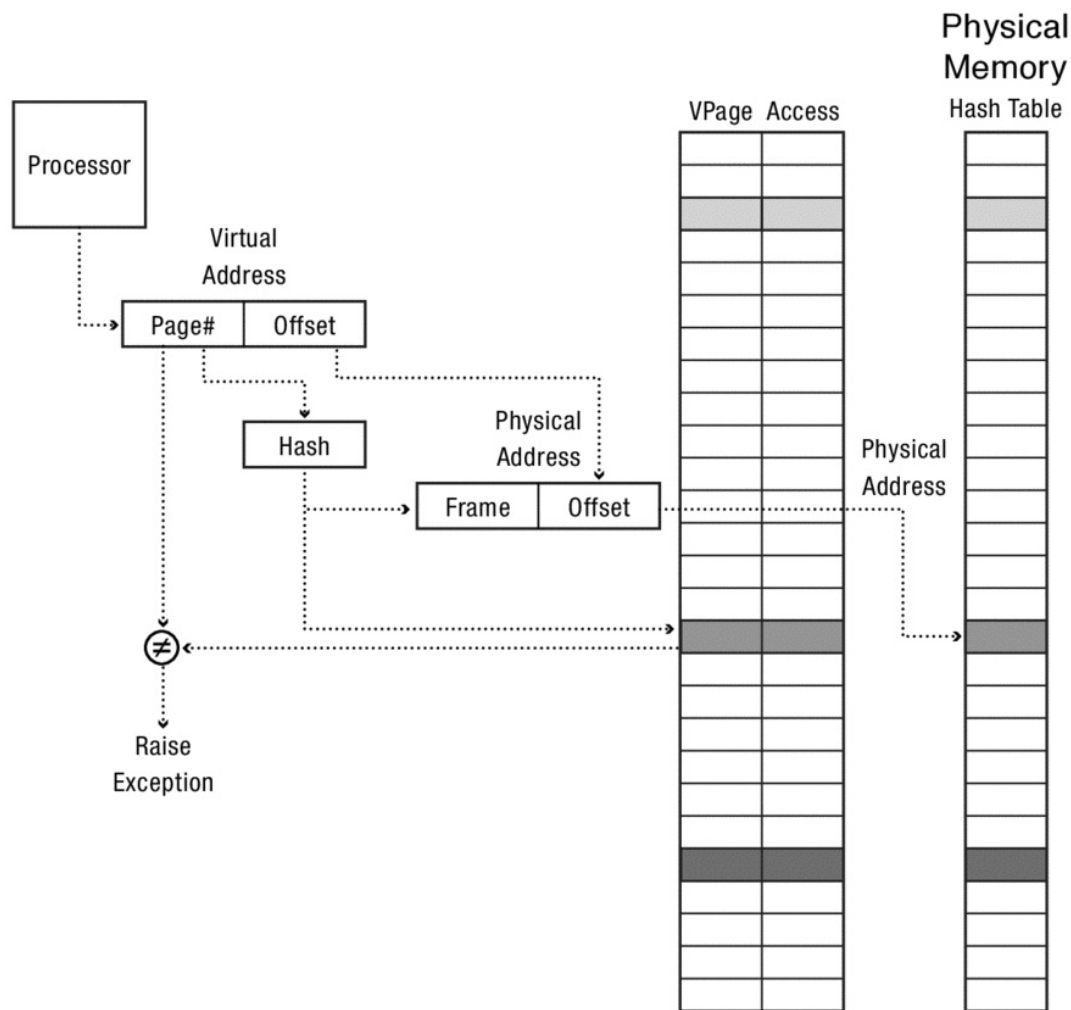 Physical
Memory
VPage Access
Hash Table
Processor
Virtual
Address
Page# Offset
Hash
Physical
Address
Frame Offset
Physical
Address
≠
Raise
Exception